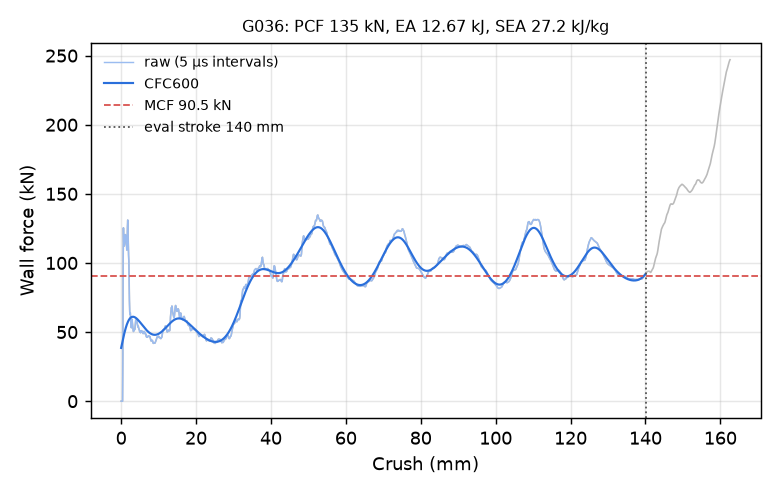 G036: PCF 135 kN, EA 12.67 kJ, SEA 27.2 kJ/kg
raw (5 µs intervals)
CFC600
MCF 90.5 kN
eval stroke 140 mm
Wall force (kN)
250
200
150
100
50
0
0 20 40 60 80 100 120 140 160
Crush (mm)